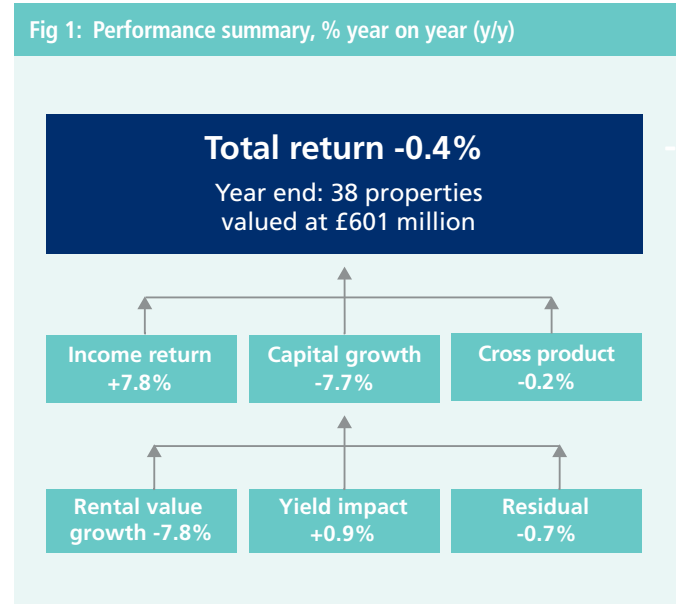 Fig 1: Performance summary, % year on year (y/y)
Total return -0.4%
Year end: 38 properties
valued at £601 million
Income return
+7.8%
Capital growth
-7.7%
Cross product
-0.2%
Rental value
growth -7.8%
Yield impact
+0.9%
Residual
-0.7%